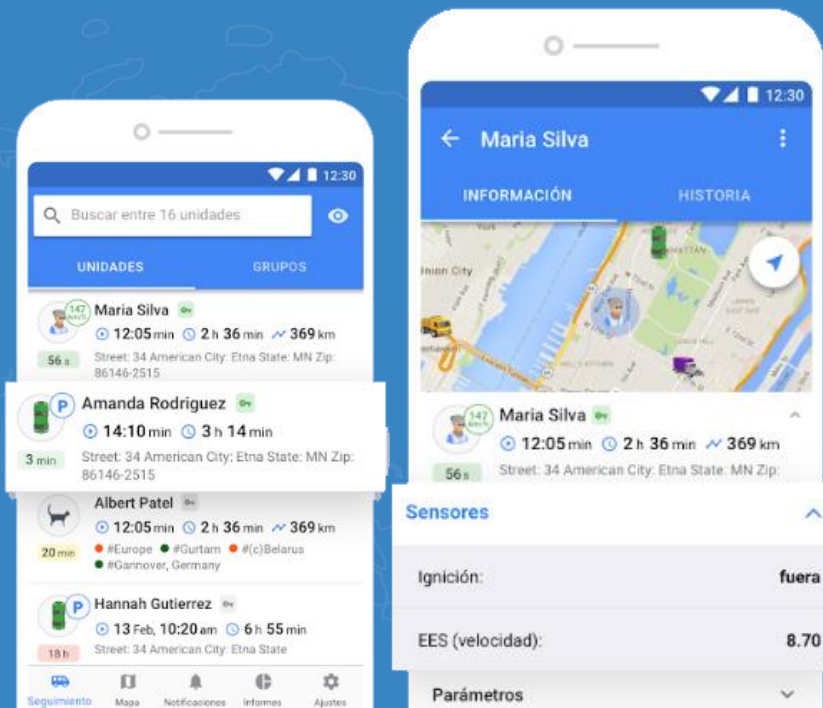 12:30
Buscar entre 16 unidades
UNIDADES GRUPOS
147
km/h
Maria Silva
12:05 min 2 h 36 min 369 km
56 s
Street: 34 American City: Etna State: MN Zip:
86146-2515
P
Amanda Rodriguez
14:10 min 3 h 14 min
3 min
Street: 34 American City: Etna State: MN Zip:
86146-2515
Albert Patel
12:05 min 2 h 36 min 369 km
20 min
#Europe #Gurtam #(c)Belarus
#Gannover, Germany
P
Hannah Gutierrez
13 Feb, 10:20 am 6 h 55 min
18 h
Street: 34 American City: Etna State
Seguimiento Mapa Notificaciones Informes Ajustes
12:30
Maria Silva
INFORMACIÓN HISTORIA
York
Union City
MANHATTAN
147
km/h
Maria Silva
12:05 min 2 h 36 min 369 km
56 s
Street: 34 American City: Etna State: MN Zip:
Sensores
Ignición: fuera
EES (velocidad): 8.70
Parámetros